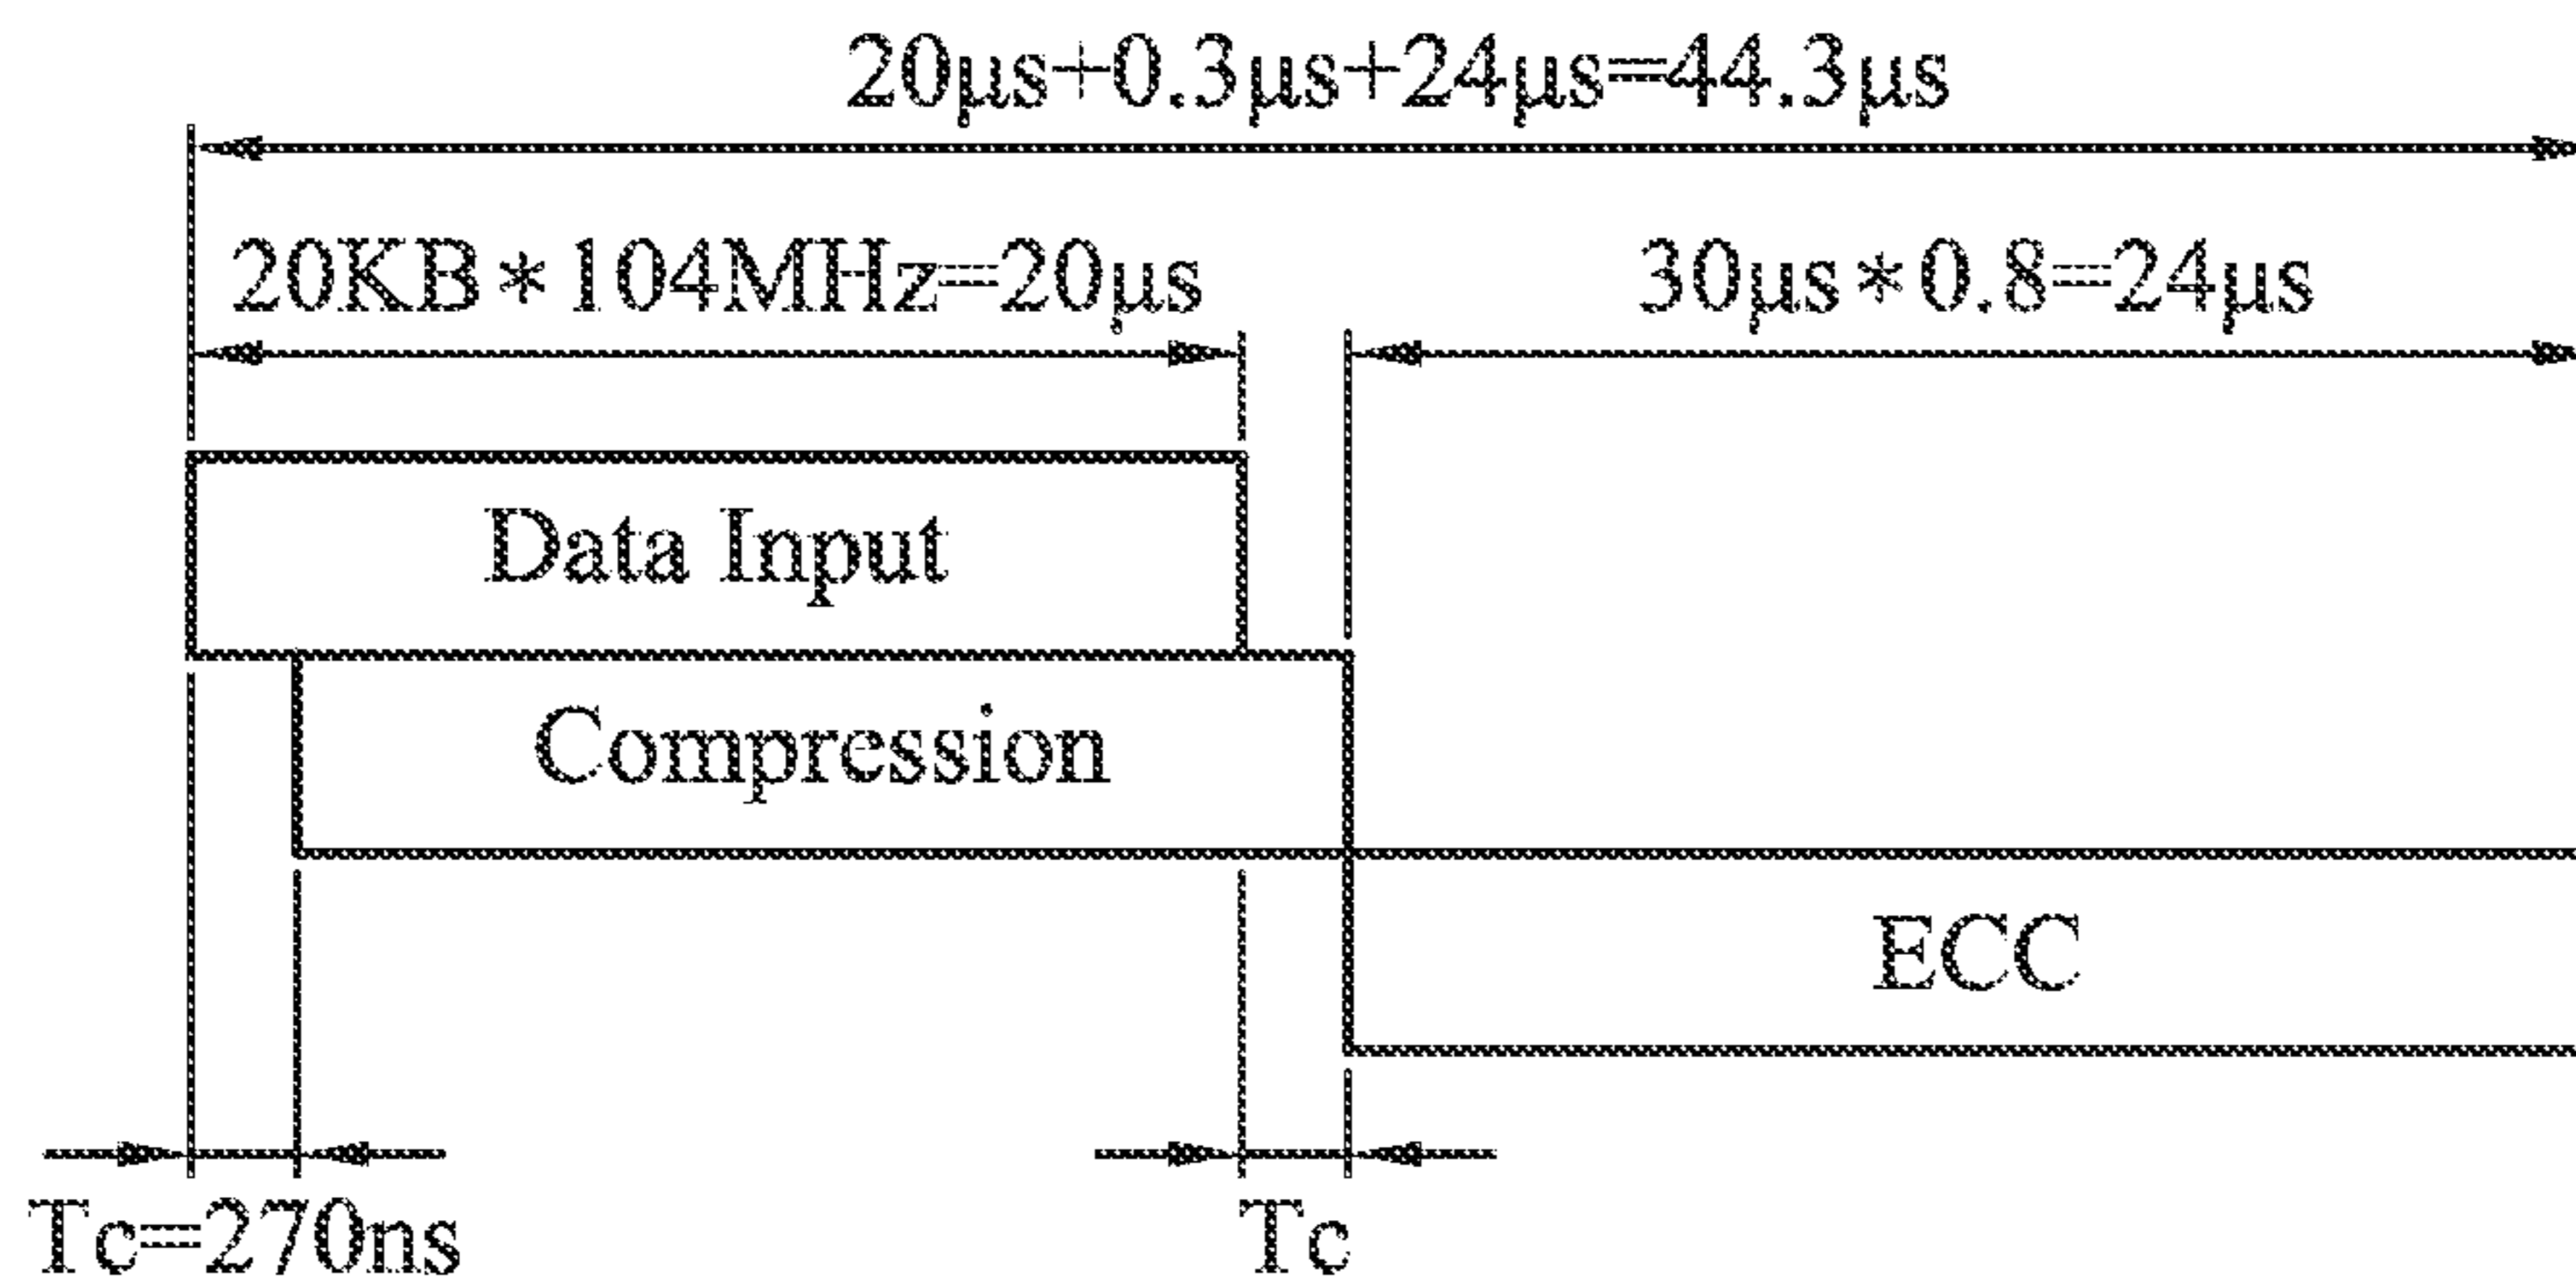 20μs+0.3μs+24μs=44.3μs
20KB*104MHz=20μs
30μs*0.8=24μs
Data Input
Compression
ECC
Tc=270ns
Tc